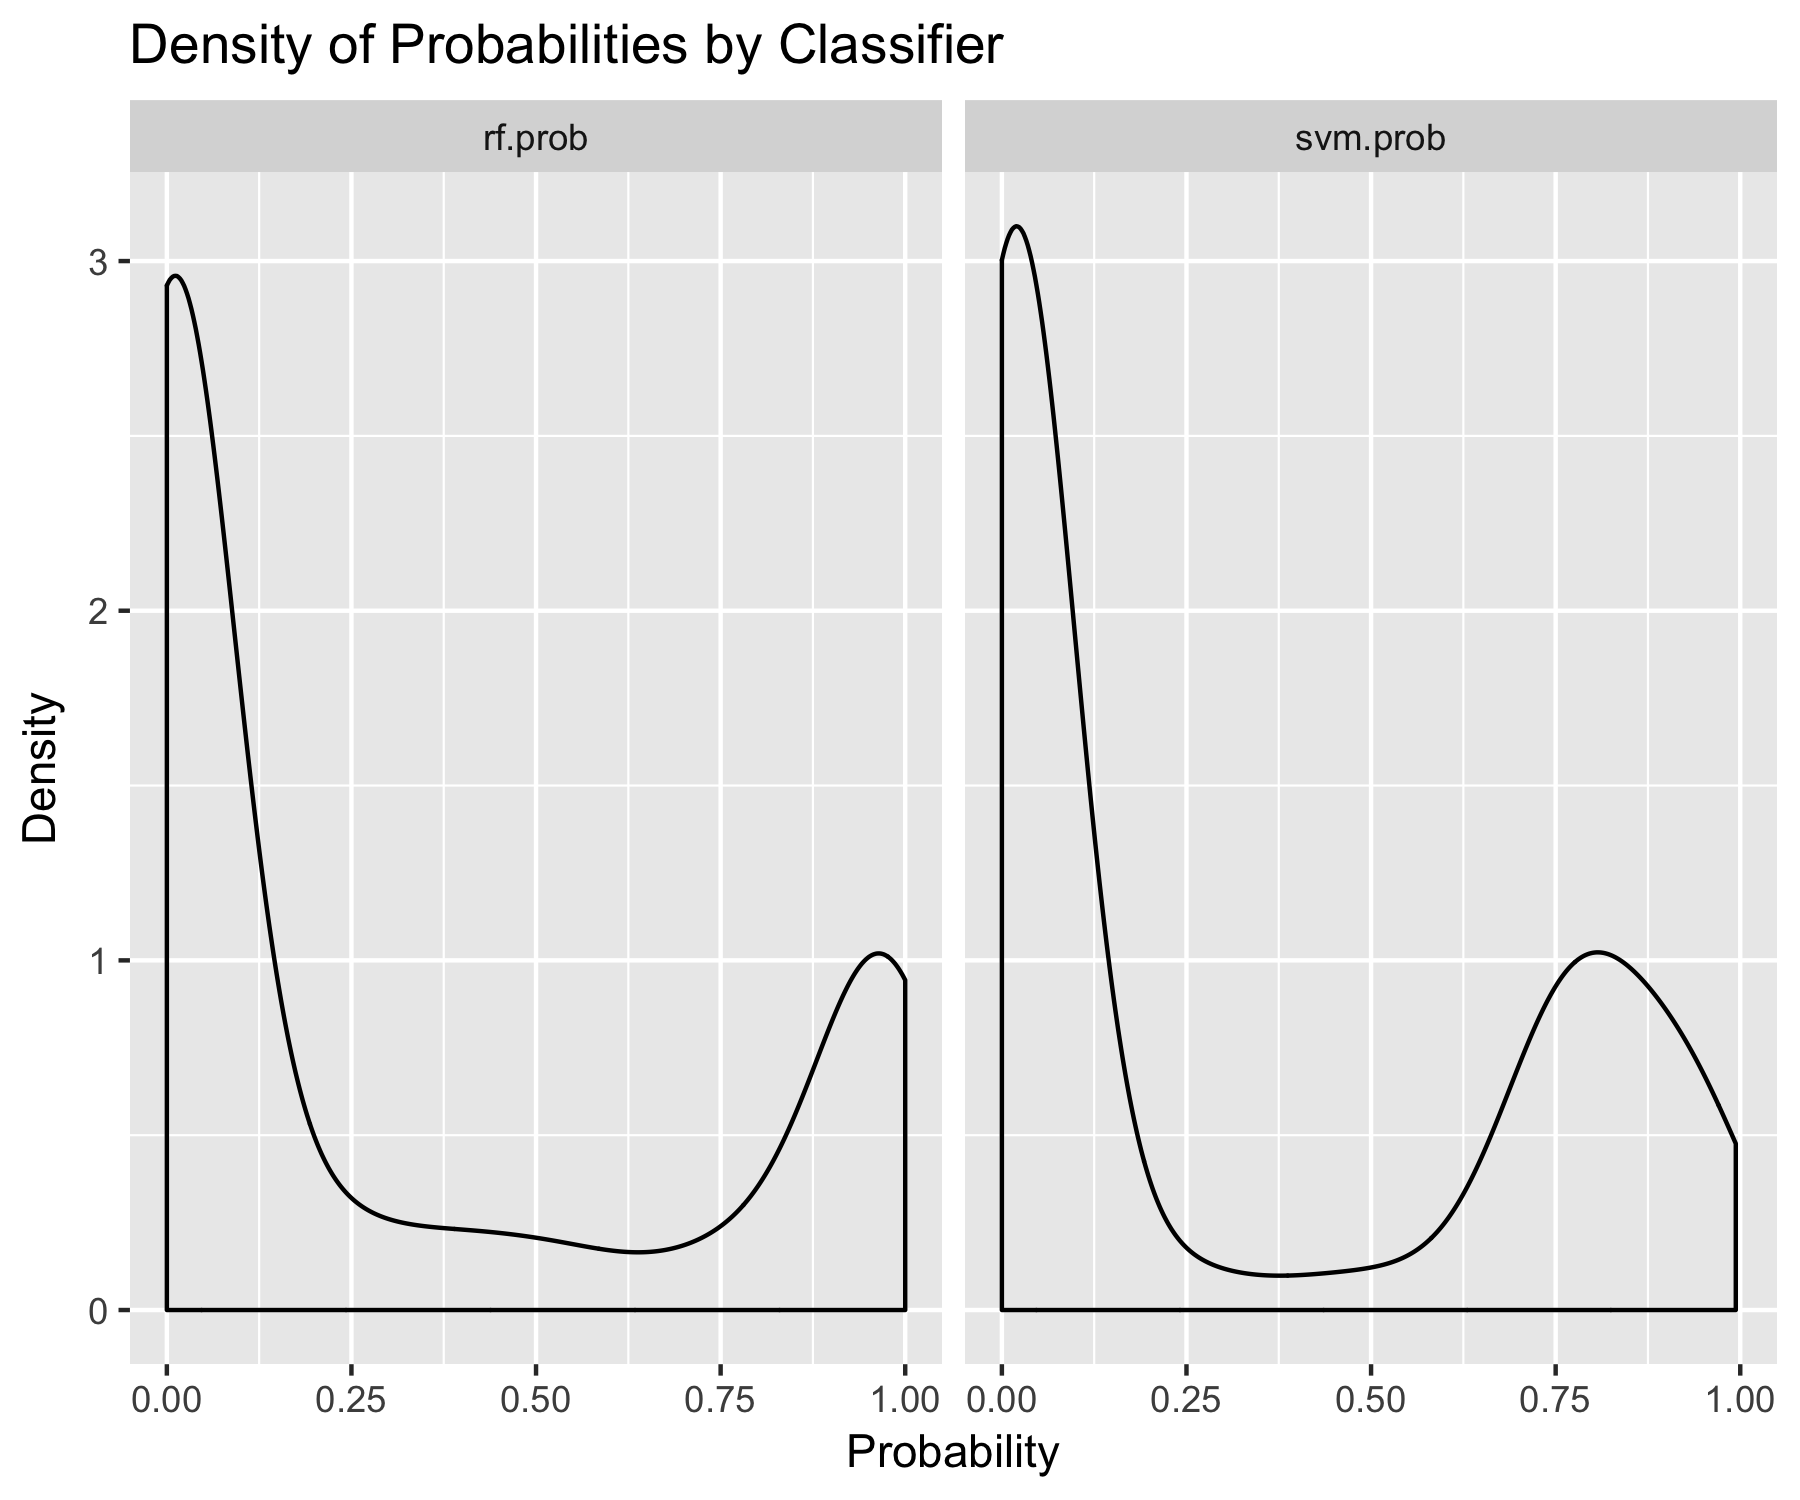 Density of Probabilities by Classifier
rf.prob svm.prob
3
2
1
0
Density
0.00 0.25 0.50 0.75 1.00 0.00 0.25 0.50 0.75 1.00
Probability